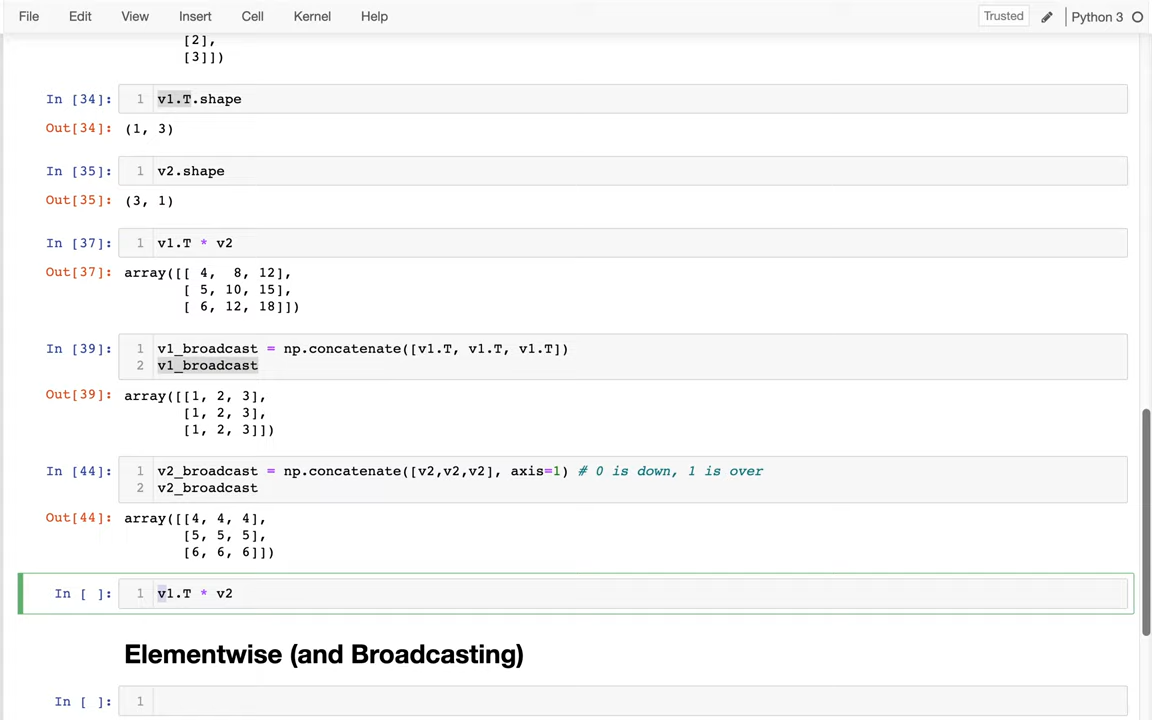 File Edit View Insert Cell Kernel Help Trusted Python 3
[2],
[3]])
In [34]: 1 v1.T.shape
Out[34]: (1, 3)
In [35]: 1 v2.shape
Out[35]: (3, 1)
In [37]: 1 v1.T * v2
Out[37]: array([[ 4,  8, 12],
[ 5, 10, 15],
[ 6, 12, 18]])
In [39]: 1 v1_broadcast = np.concatenate([v1.T, v1.T, v1.T])
2 v1_broadcast
Out[39]: array([[1, 2, 3],
[1, 2, 3],
[1, 2, 3]])
In [44]: 1 v2_broadcast = np.concatenate([v2,v2,v2], axis=1) # 0 is down, 1 is over
2 v2_broadcast
Out[44]: array([[4, 4, 4],
[5, 5, 5],
[6, 6, 6]])
In [ ]: 1 v1.T * v2
Elementwise (and Broadcasting)
In [ ]: 1